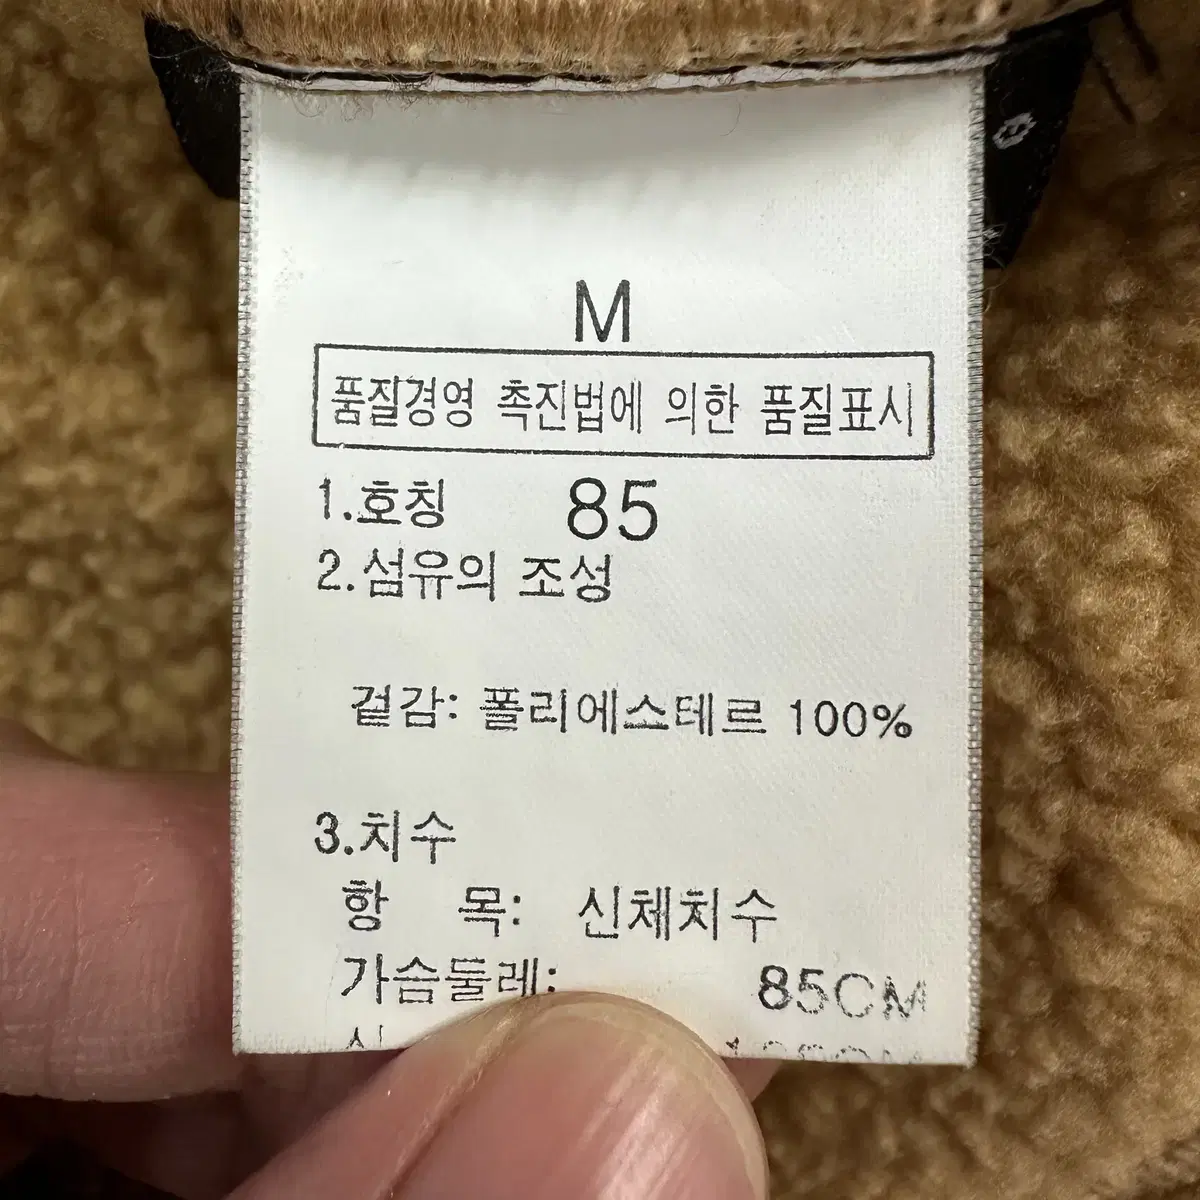 M
품질경영 촉진법에 의한 품질표시
1.호칭 85
2.섬유의 조성
겉감: 폴리에스테르 100%
3.치수
항 목: 신체치수
가슴둘레: 85CM